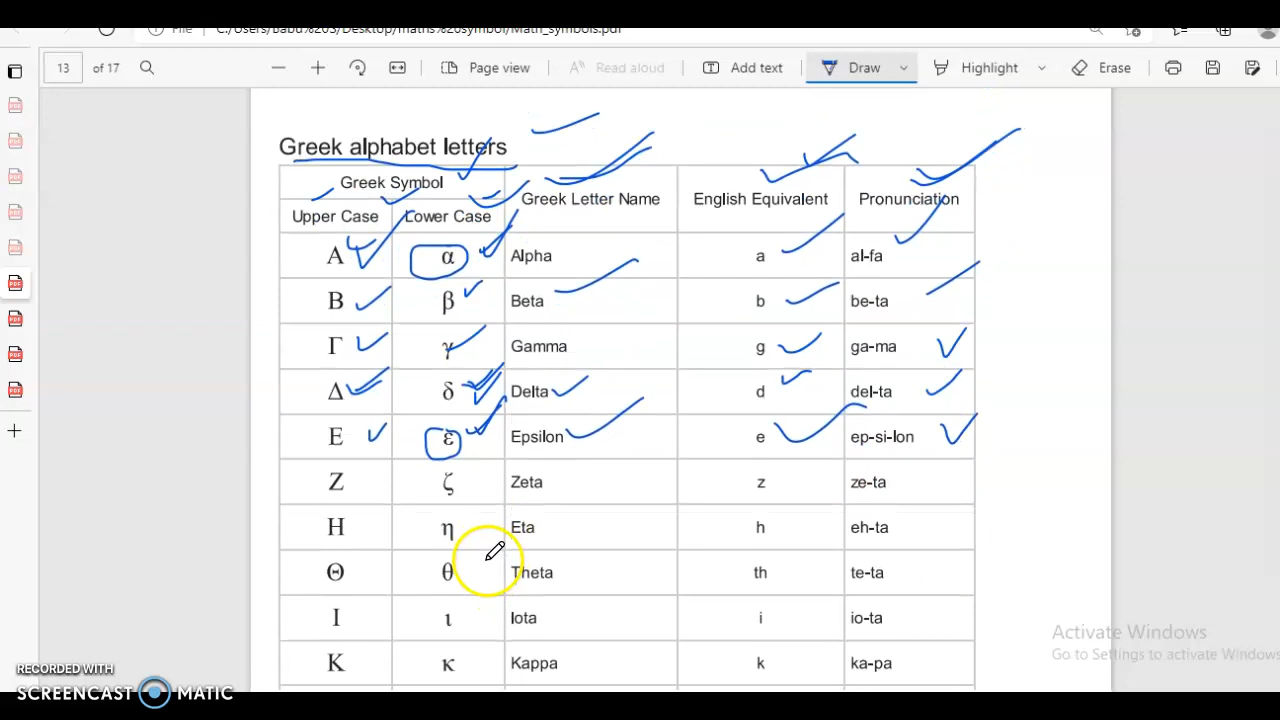 File C:/Users/Babu%20S/Desktop/maths%20symbol/Math_symbols.pdf
13 of 17 Page view Read aloud Add text Draw Highlight Erase
Greek alphabet letters
Greek Symbol Greek Letter Name English Equivalent Pronunciation
Upper Case Lower Case
Α α Alpha a al-fa
Β β Beta b be-ta
Γ γ Gamma g ga-ma
Δ δ Delta d del-ta
Ε ε Epsilon e ep-si-lon
Ζ ζ Zeta z ze-ta
Η η Eta h eh-ta
Θ θ Theta th te-ta
Ι ι Iota i io-ta
Κ κ Kappa k ka-pa
Activate Windows
Go to Settings to activate Windows
RECORDED WITH
SCREENCAST MATIC